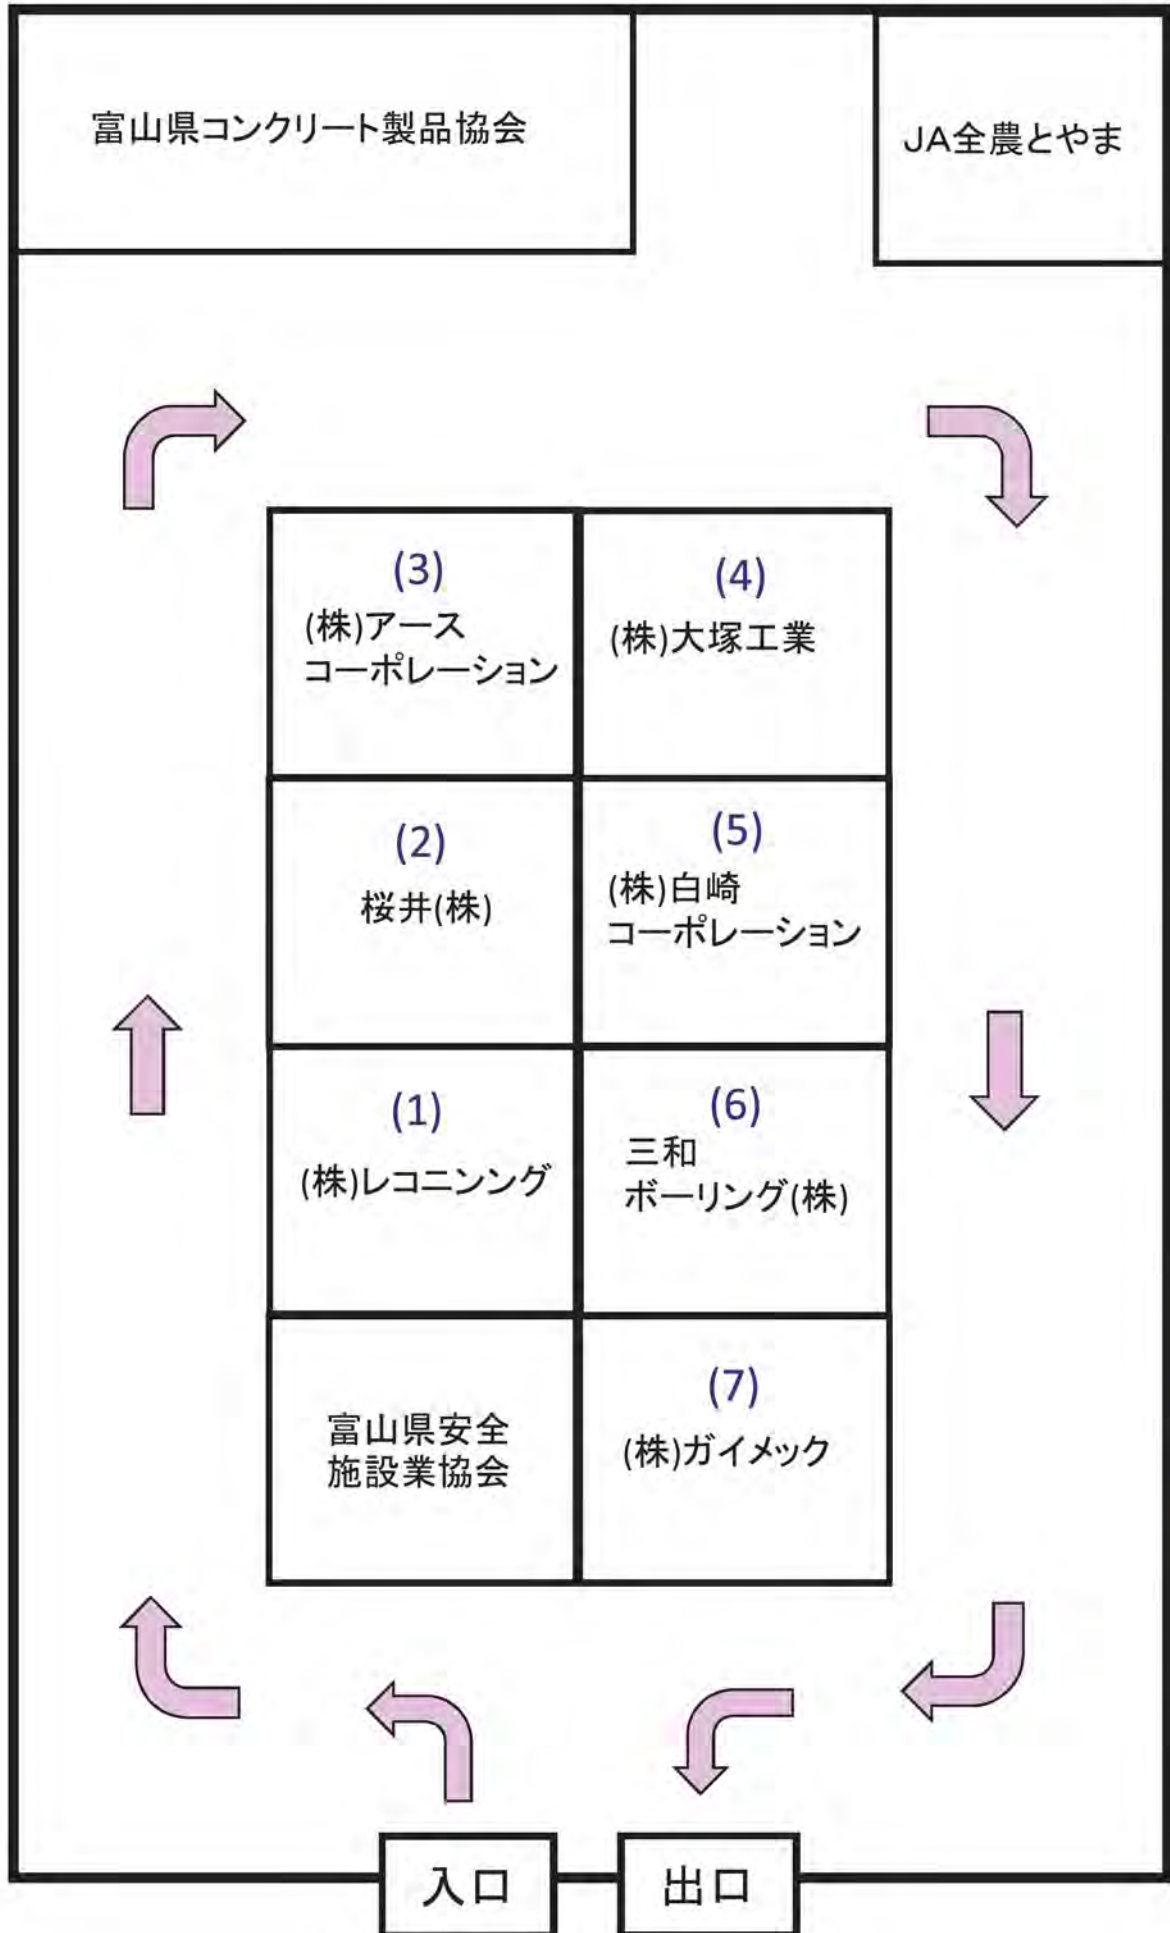 富山県コンクリート製品協会
JA全農とやま
(3)
(株)アース
コーポレーション
(4)
(株)大塚工業
(2)
桜井(株)
(5)
(株)白崎
コーポレーション
(1)
(株)レコニンング
(6)
三和
ボーリング(株)
富山県安全
施設業協会
(7)
(株)ガイメック
入口
出口